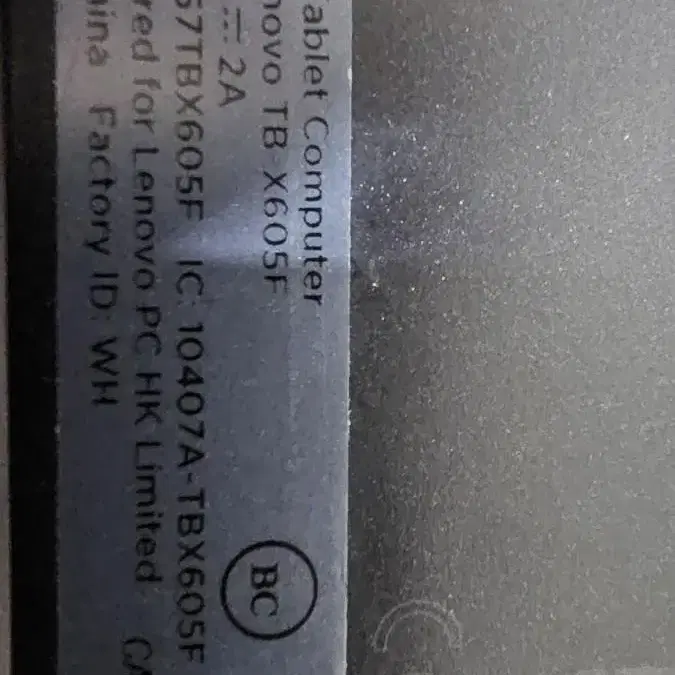 ablet Computer
novo TB-X605F
⎓ 2A
57TBX605F IC: 10407A-TBX605F
red for Lenovo PC HK Limited
ina Factory ID: WH
BC